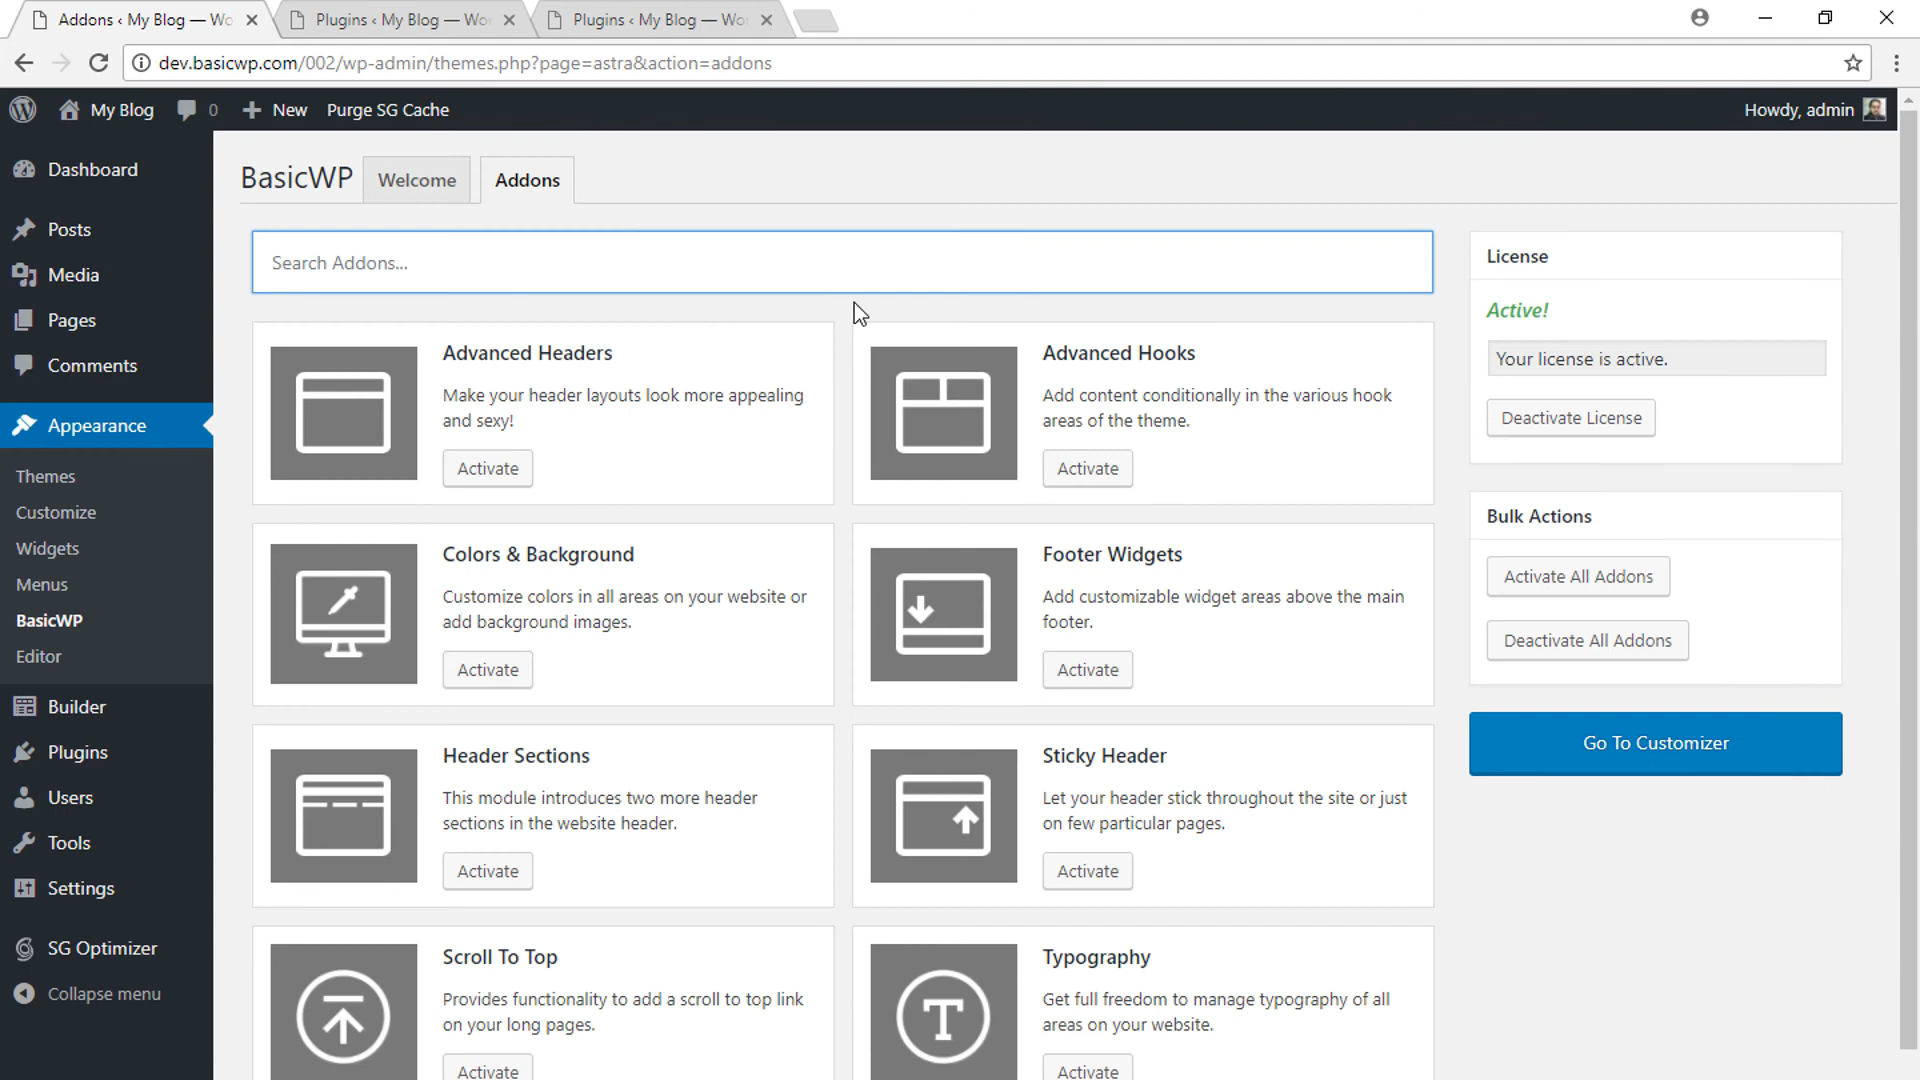 Addons ‹ My Blog — Wo
Plugins ‹ My Blog — Wo
Plugins ‹ My Blog — Wo
dev.basicwp.com/002/wp-admin/themes.php?page=astra&action=addons
My Blog
0
New
Purge SG Cache
Howdy, admin
Dashboard
Posts
Media
Pages
Comments
Appearance
Themes
Customize
Widgets
Menus
BasicWP
Editor
Builder
Plugins
Users
Tools
Settings
SG Optimizer
Collapse menu
BasicWP
Welcome
Addons
Search Addons...
Advanced Headers
Make your header layouts look more appealing
and sexy!
Activate
Advanced Hooks
Add content conditionally in the various hook
areas of the theme.
Activate
Colors & Background
Customize colors in all areas on your website or
add background images.
Activate
Footer Widgets
Add customizable widget areas above the main
footer.
Activate
Header Sections
This module introduces two more header
sections in the website header.
Activate
Sticky Header
Let your header stick throughout the site or just
on few particular pages.
Activate
Scroll To Top
Provides functionality to add a scroll to top link
on your long pages.
Activate
Typography
Get full freedom to manage typography of all
areas on your website.
Activate
License
Active!
Your license is active.
Deactivate License
Bulk Actions
Activate All Addons
Deactivate All Addons
Go To Customizer